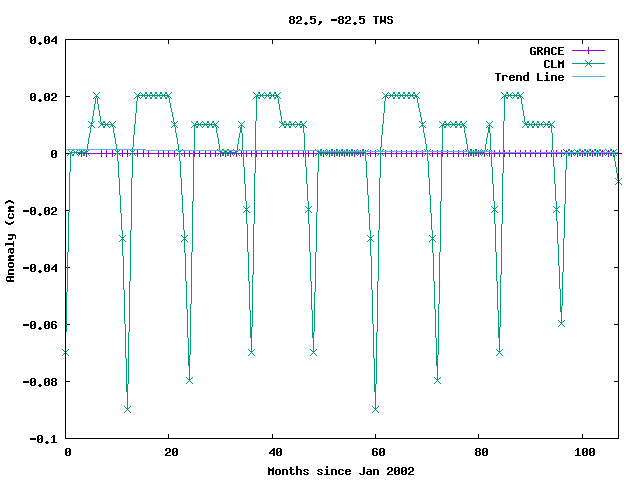 82.5, -82.5 TWS
0.04
0.02
0
-0.02
-0.04
-0.06
-0.08
-0.1
Anomaly (cm)
GRACE
CLM
Trend Line
0 20 40 60 80 100
Months since Jan 2002